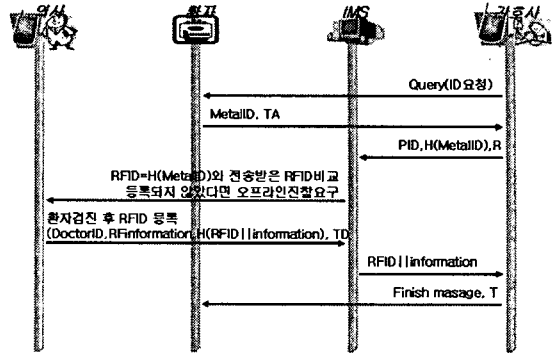 의사 환자 IMS 간호사
Query(ID요청)
MetalID, TA
PID,H(MetalID),R
RFID=H(MetalID)와 전송받은 RFID비교
등록되지 않았다면 오프라인진찰요구
환자검진 후 RFID 등록
(DoctorID,RFinformation,H(RFID||information), TD
RFID||information
Finish masage, T